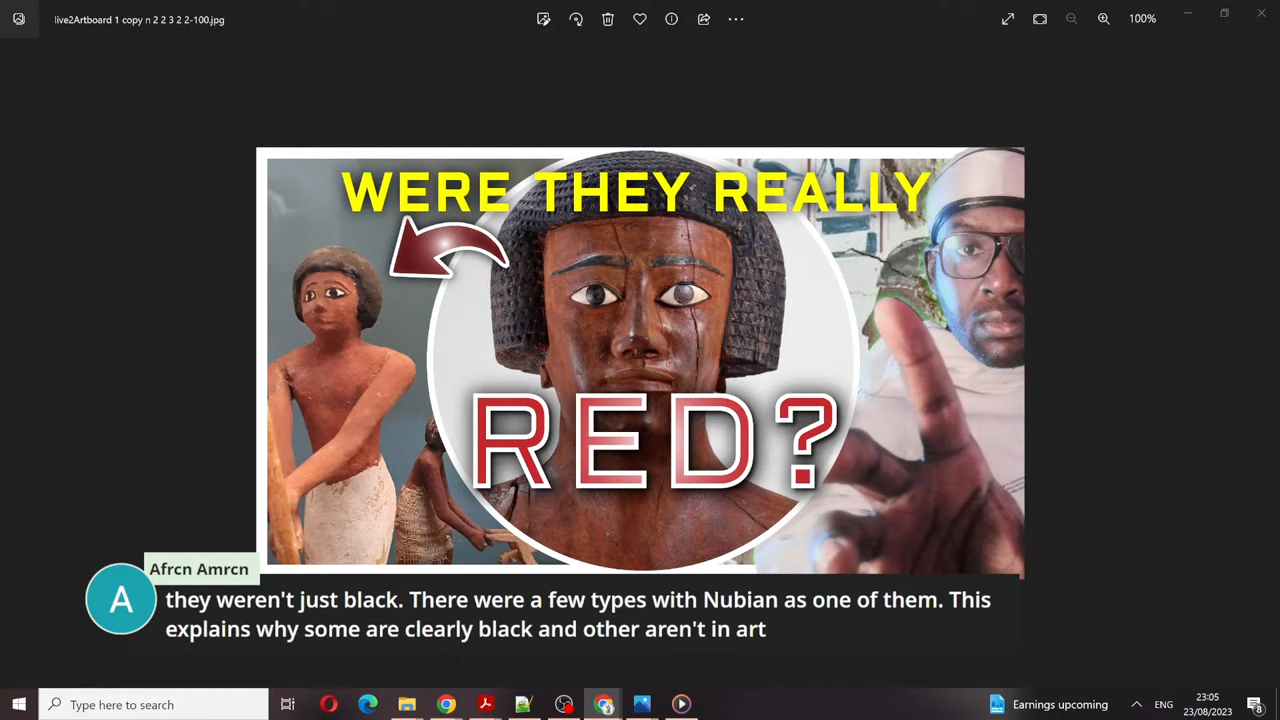 live2Artboard 1 copy n 2 2 3 2 2-100.jpg
100%
WERE THEY REALLY
RED?
Afrcn Amrcn
A
they weren't just black. There were a few types with Nubian as one of them. This
explains why some are clearly black and other aren't in art
Type here to search
Earnings upcoming
ENG
23:05
23/08/2023
8